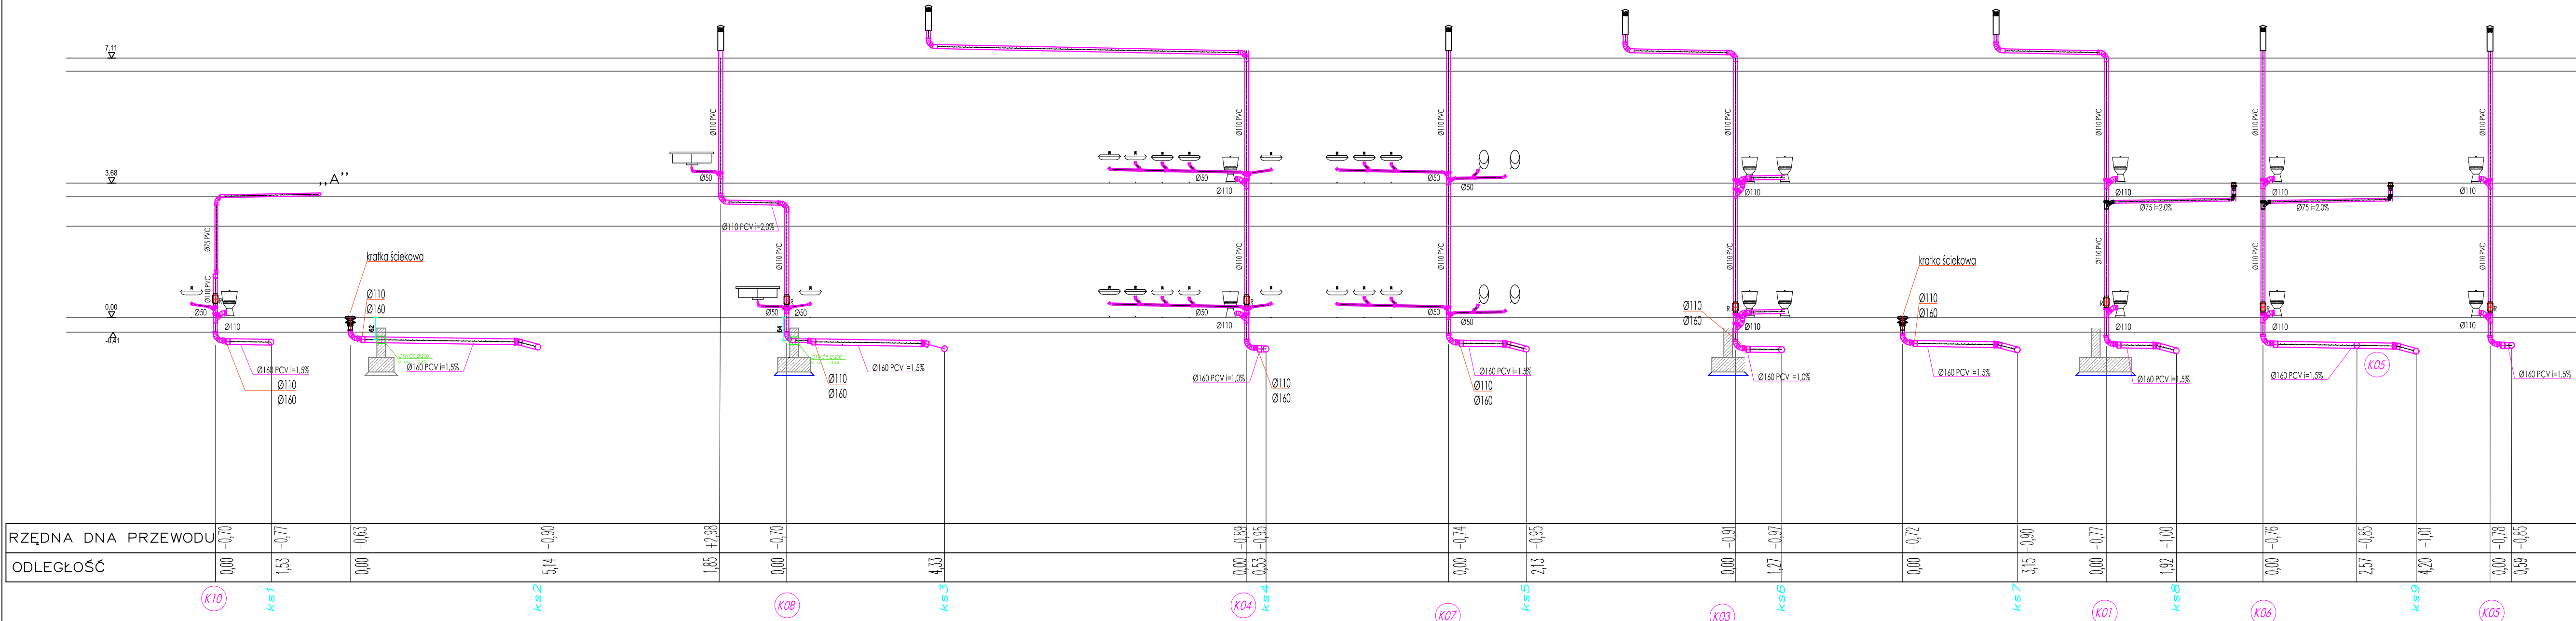 7,11
3,68
0,00
-0,41
,,A''
Ø75 PVC
Ø110 PVC
R
Ø50
Ø110
Ø160 PCV i=1,5%
Ø110
Ø160
kratka ściekowa
Ø110
Ø160
62
OTWÓR Ø200
Ø160 PCV i=1,5%
Ø110 PVC
Ø50
Ø110 PCV i=2.0%
Ø110 PVC
R
Ø50
Ø50
54
OTWÓR Ø200
Ø110
Ø160
Ø160 PCV i=1,5%
Ø110 PVC
Ø50
Ø110
Ø110 PVC
R
Ø50
Ø110
Ø160 PCV i=1,0%
Ø110
Ø160
Ø110 PVC
Ø50
Ø50
Ø110 PVC
Ø50
Ø50
Ø160 PCV i=1,5%
Ø110
Ø160
Ø110 PVC
Ø110
Ø110 PVC
Ø110
Ø160
R
Ø110
Ø160 PCV i=1,0%
kratka ściekowa
Ø110
Ø160
Ø160 PCV i=1,5%
Ø110 PVC
Ø110
Ø75 i=2,0%
Ø110 PVC
R
Ø110
Ø160 PCV i=1,5%
Ø110 PVC
Ø110
Ø75 i=2,0%
Ø110 PVC
R
Ø110
Ø160 PCV i=1,5%
K05
Ø110 PVC
Ø110
Ø110 PVC
R
Ø110
Ø160 PCV i=1,5%
RZĘDNA DNA PRZEWODU -0,70 -0,77 -0,63 -0,90 +2,98 -0,70 -0,89 -0,95 -0,74 -0,95 -0,91 -0,97 -0,72 -0,90 -0,77 -1,00 -0,76 -0,85 -1,01 -0,78 -0,85
ODLEGŁOŚĆ 0,00 1,53 0,00 5,14 1,85 0,00 4,33 0,00 0,53 0,00 2,13 0,00 1,27 0,00 3,15 0,00 1,92 0,00 2,57 4,20 0,00 0,59
K10 ks1 ks2 K08 ks3 K04 ks4 K07 ks5 K03 ks6 ks7 K01 ks8 K06 ks9 K05